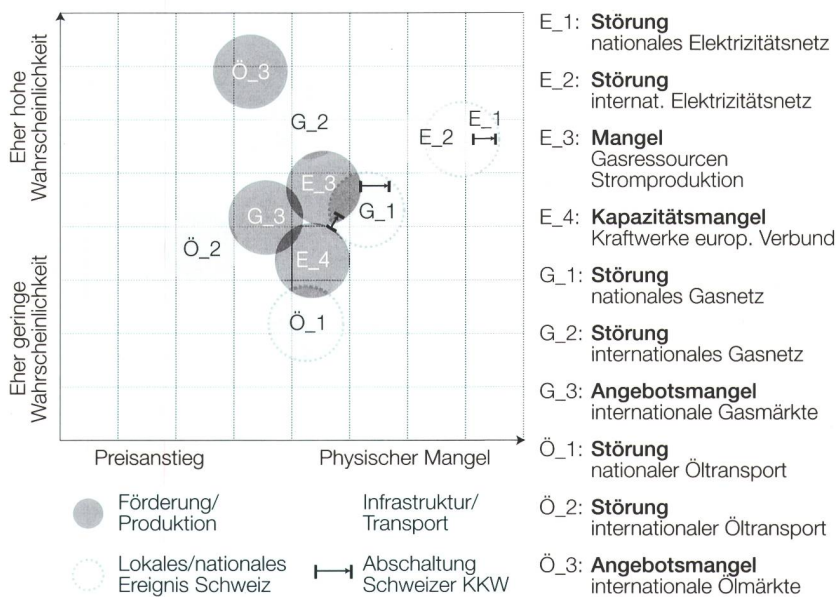 Eher hohe
Wahrscheinlichkeit
Eher geringe
Wahrscheinlichkeit
Ö_3
G_2
E_1
E_2
E_3
G_1
G_3
Ö_2
E_4
Ö_1
Preisanstieg
Physischer Mangel
Förderung/
Produktion
Infrastruktur/
Transport
Lokales/nationales
Ereignis Schweiz
Abschaltung
Schweizer KKW
E_1: Störung
nationales Elektrizitätsnetz
E_2: Störung
internat. Elektrizitätsnetz
E_3: Mangel
Gasressourcen
Stromproduktion
E_4: Kapazitätsmangel
Kraftwerke europ. Verbund
G_1: Störung
nationales Gasnetz
G_2: Störung
internationales Gasnetz
G_3: Angebotsmangel
internationale Gasmärkte
Ö_1: Störung
nationaler Öltransport
Ö_2: Störung
internationaler Öltransport
Ö_3: Angebotsmangel
internationale Ölmärkte